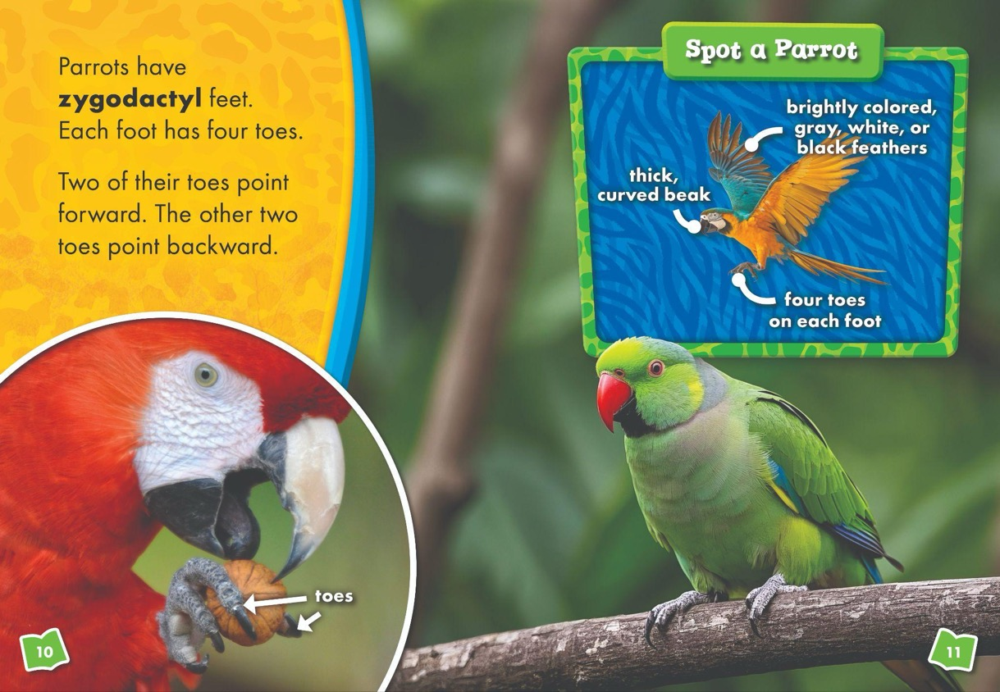 Parrots have
zygodactyl feet.
Each foot has four toes.
Two of their toes point
forward. The other two
toes point backward.
toes
10
Spot a Parrot
brightly colored,
gray, white, or
black feathers
thick,
curved beak
four toes
on each foot
11